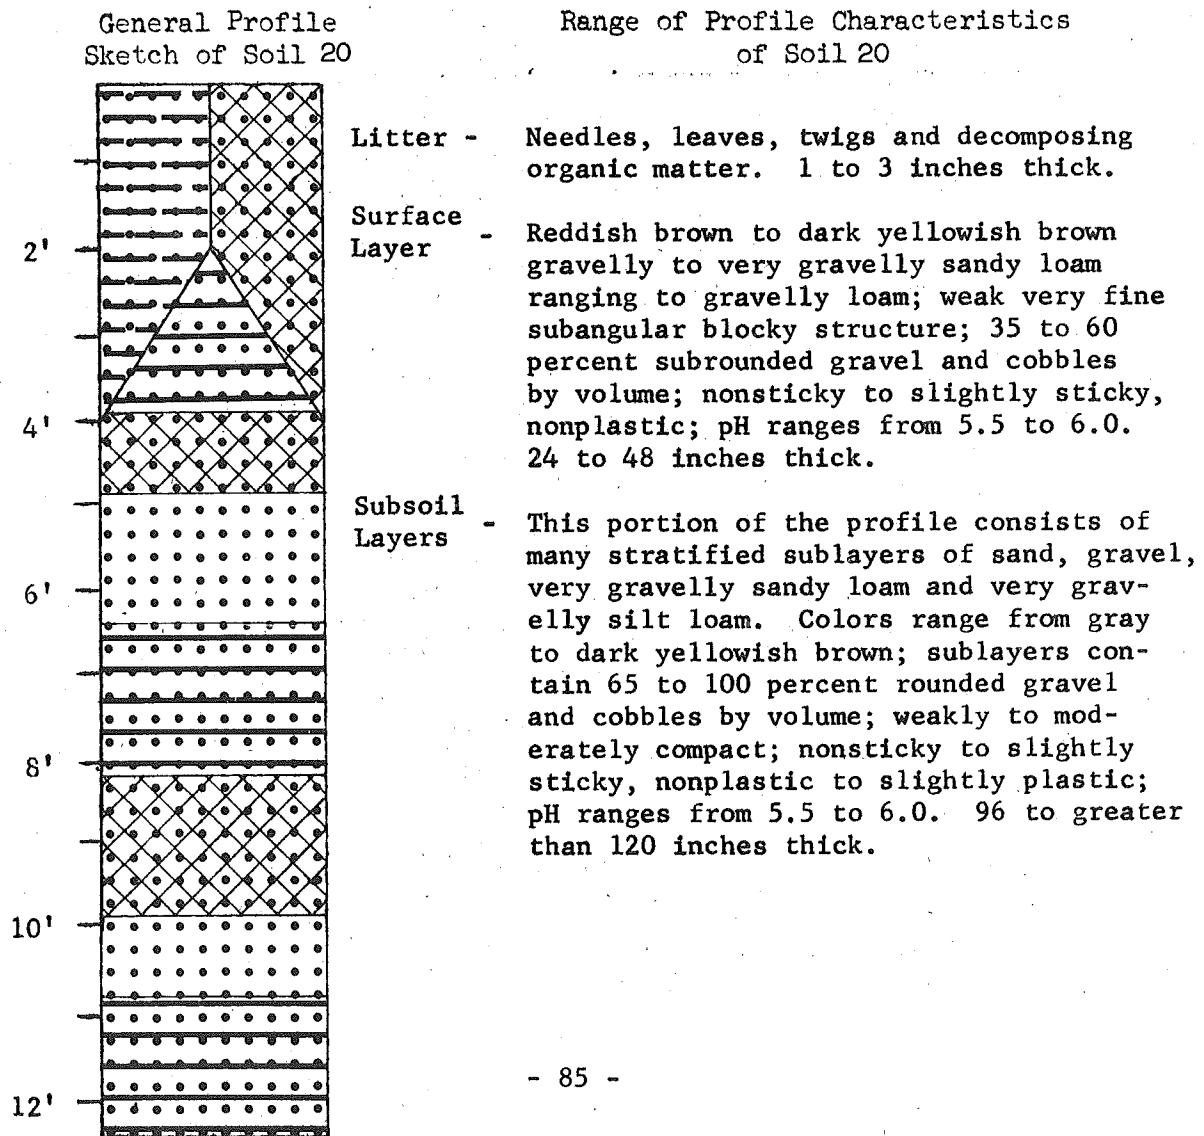 General Profile
Sketch of Soil 20
Range of Profile Characteristics
of Soil 20
Litter - Needles, leaves, twigs and decomposing
organic matter. 1 to 3 inches thick.
Surface
Layer - Reddish brown to dark yellowish brown
gravelly to very gravelly sandy loam
ranging to gravelly loam; weak very fine
subangular blocky structure; 35 to 60
percent subrounded gravel and cobbles
by volume; nonsticky to slightly sticky,
nonplastic; pH ranges from 5.5 to 6.0.
24 to 48 inches thick.
Subsoil
Layers - This portion of the profile consists of
many stratified sublayers of sand, gravel,
very gravelly sandy loam and very grav-
elly silt loam. Colors range from gray
to dark yellowish brown; sublayers con-
tain 65 to 100 percent rounded gravel
and cobbles by volume; weakly to mod-
erately compact; nonsticky to slightly
sticky, nonplastic to slightly plastic;
pH ranges from 5.5 to 6.0. 96 to greater
than 120 inches thick.
2'
4'
6'
8'
10'
12'
- 85 -